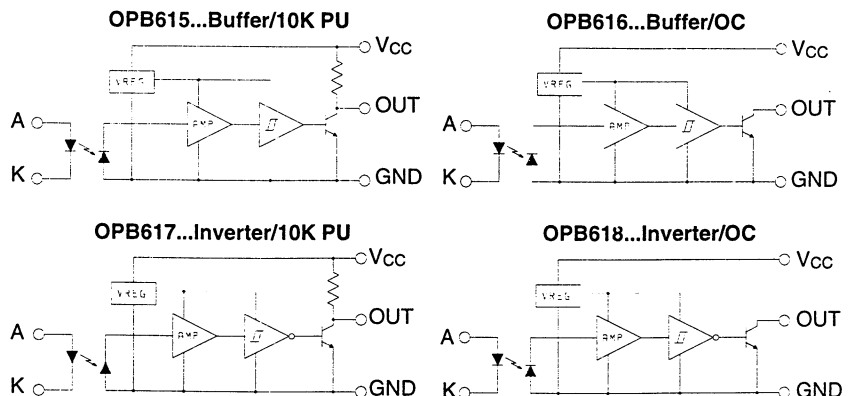 OPB615...Buffer/10K PU
VCC
VREG
OUT
A
AMP
K
GND
OPB616...Buffer/OC
VCC
VREG
OUT
A
AMP
K
GND
OPB617...Inverter/10K PU
VCC
VREG
OUT
A
AMP
K
GND
OPB618...Inverter/OC
VCC
VREG
OUT
A
AMP
K
GND